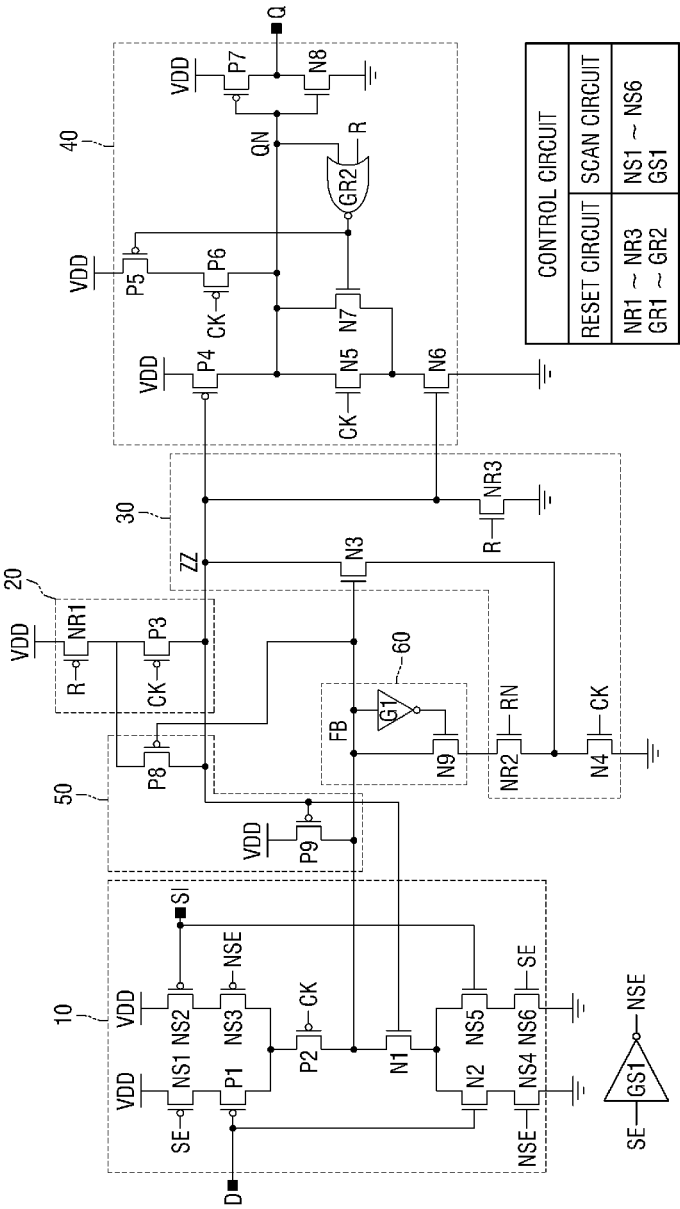 10
VDD
VDD
SE
NS1
NS2
SI
D
P1
NS3
NSE
P2
CK
N1
N2
NS5
NSE
NS4
NS6
SE
SE
GS1
NSE
50
VDD
P8
P9
20
VDD
R
NR1
CK
P3
ZZ
FB
60
G1
N9
30
N3
NR2
RN
N4
CK
R
NR3
40
VDD
P4
VDD
P5
CK
P6
CK
N5
N7
N6
QN
GR2
R
VDD
P7
N8
Q
CONTROL CIRCUIT
RESET CIRCUIT
SCAN CIRCUIT
NR1 ~ NR3
GR1 ~ GR2
NS1 ~ NS6
GS1